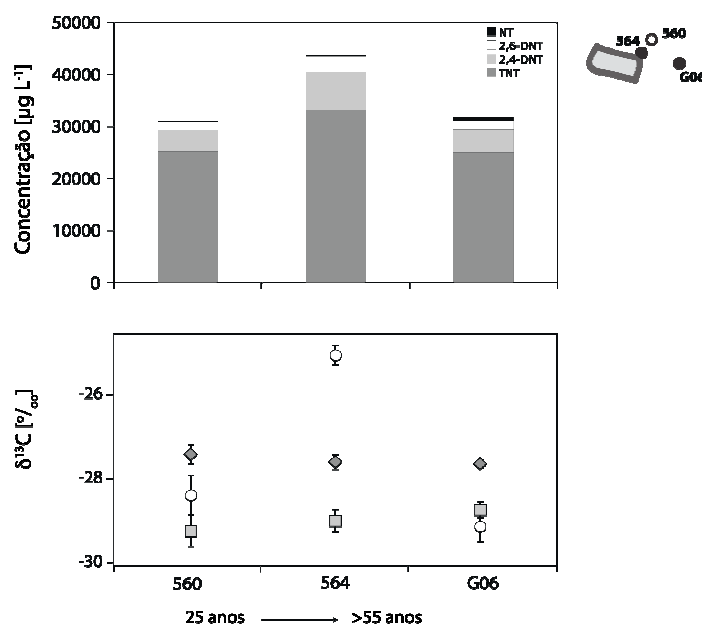 50000
40000
30000
20000
10000
0
Concentração [µg L⁻¹]
NT
2,6-DNT
2,4-DNT
TNT
564
560
G06
δ¹³C [º/ₒₒ]
-26
-28
-30
560 564 G06
25 anos >55 anos